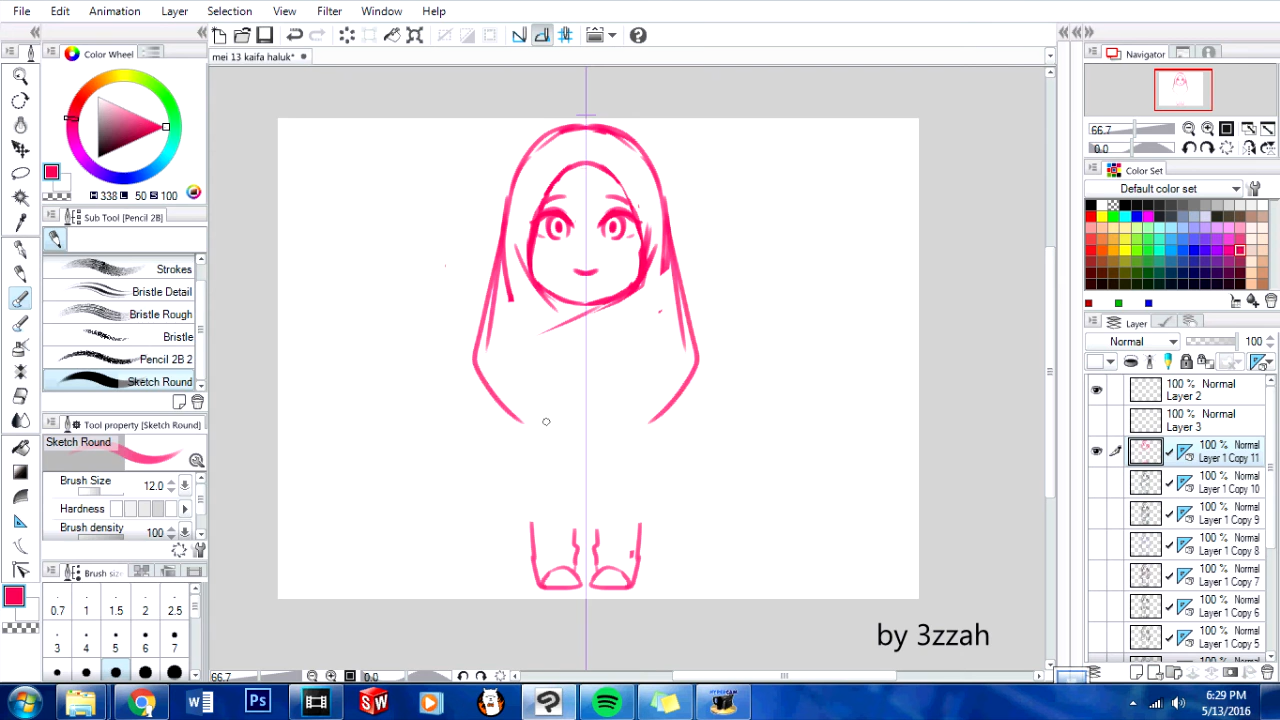 File Edit Animation Layer Selection View Filter Window Help
mei 13 kaifa haluk*
Color Wheel
338 50 100
Sub Tool [Pencil 2B]
Strokes
Bristle Detail
Bristle Rough
Bristle
Pencil 2B 2
Sketch Round
Tool property [Sketch Round]
Sketch Round
Brush Size 12.0
Hardness
Brush density 100
Brush size
0.7 1 1.5 2 2.5
3 4 5 6 7
66.7 0.0
Navigator
66.7
0.0
Color Set
Default color set
Layer
Normal 100
100 % Normal
Layer 2
100 % Normal
Layer 3
100 % Normal
Layer 1 Copy 11
100 % Normal
Layer 1 Copy 10
100 % Normal
Layer 1 Copy 9
100 % Normal
Layer 1 Copy 8
100 % Normal
Layer 1 Copy 7
100 % Normal
Layer 1 Copy 6
100 % Normal
Layer 1 Copy 5
100 % Normal
by 3zzah
W Ps SW
6:29 PM
5/13/2016